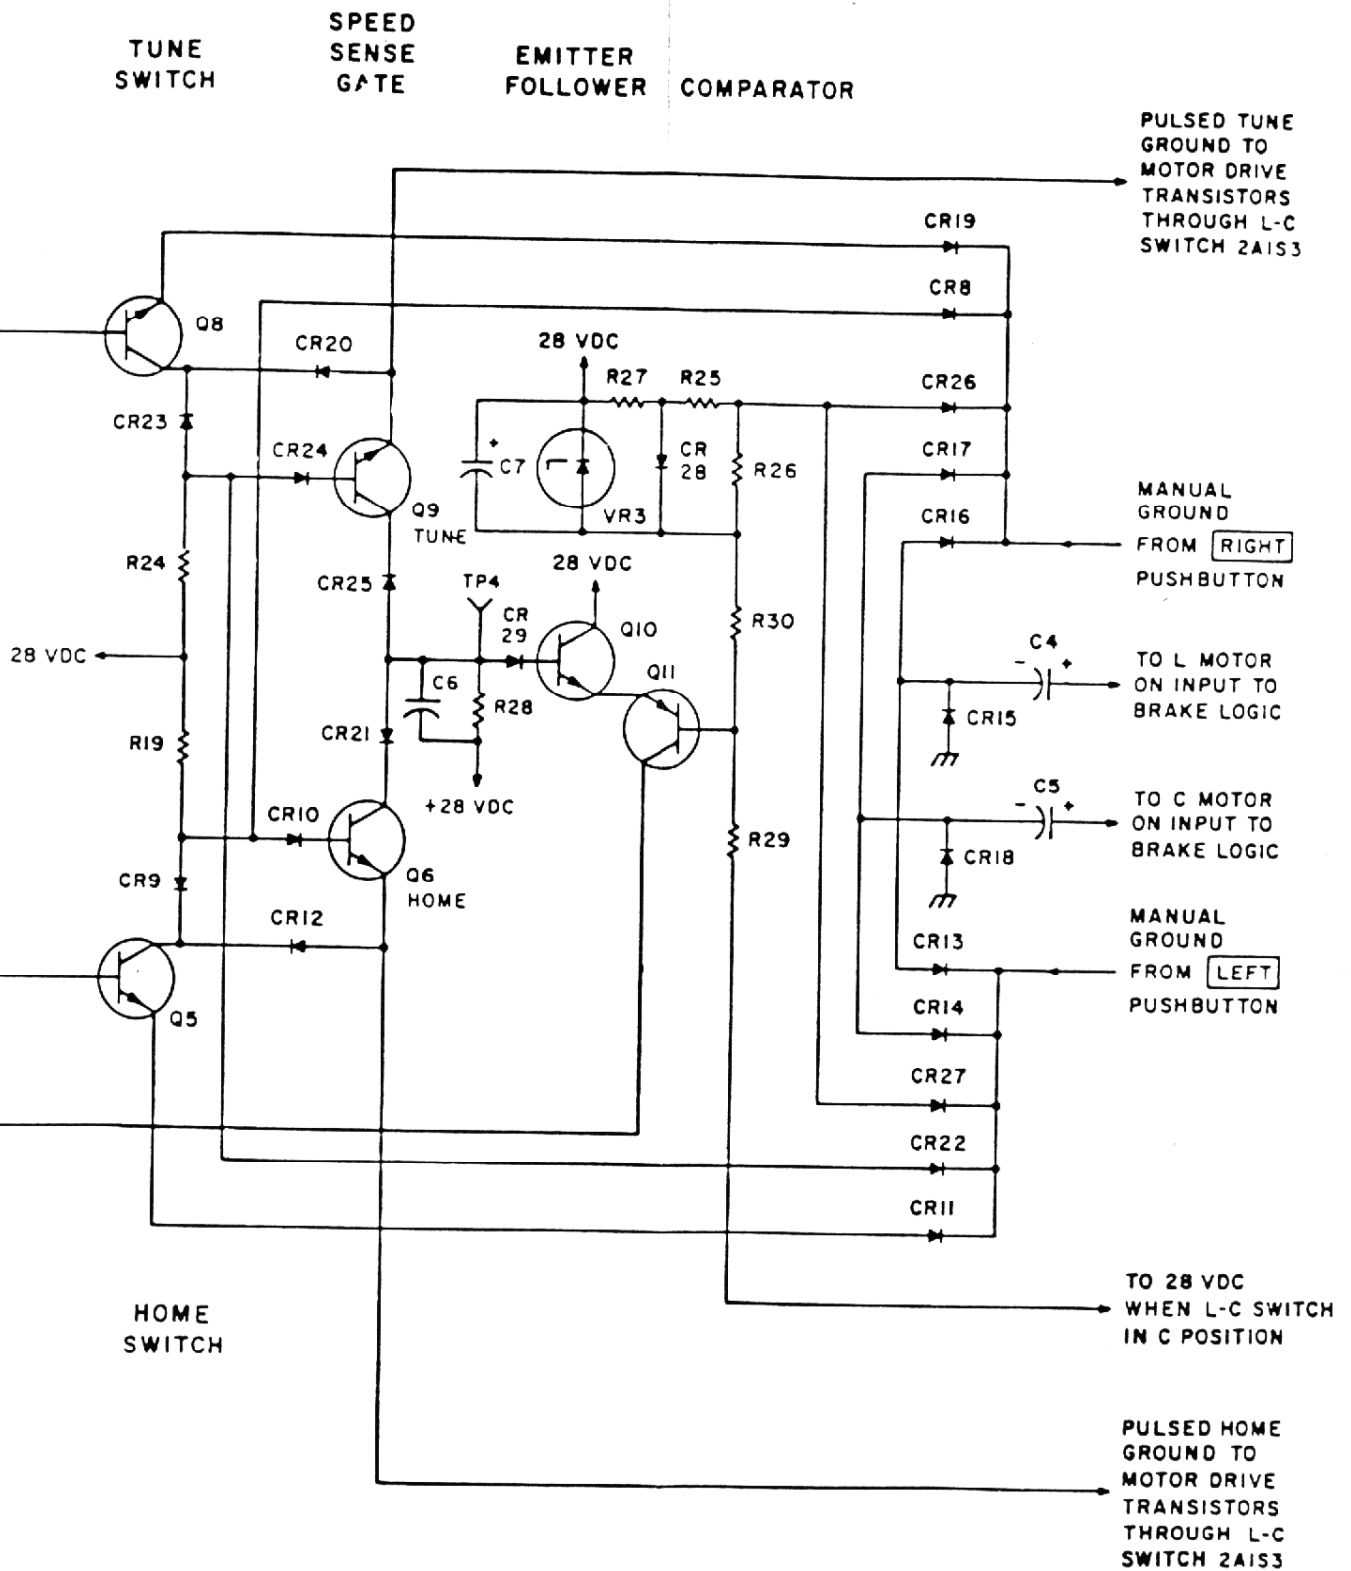 TUNE
SWITCH
SPEED
SENSE
GATE
EMITTER
FOLLOWER
COMPARATOR
PULSED TUNE
GROUND TO
MOTOR DRIVE
TRANSISTORS
THROUGH L-C
SWITCH 2A1S3
CR19
Q8
CR8
CR20
28 VDC
R27
R25
CR26
CR23
CR24
C7
+
CR
28
R26
CR17
VR3
Q9
TUNE
CR16
MANUAL
GROUND
FROM RIGHT
PUSHBUTTON
R24
CR25
TP4
28 VDC
CR
29
Q10
R30
28 VDC
C6
R28
Q11
C4
- +
TO L MOTOR
ON INPUT TO
BRAKE LOGIC
CR15
R19
CR21
+28 VDC
CR10
C5
- +
TO C MOTOR
ON INPUT TO
BRAKE LOGIC
R29
CR18
CR9
Q6
HOME
CR12
CR13
MANUAL
GROUND
FROM LEFT
PUSHBUTTON
Q5
CR14
CR27
CR22
CR11
HOME
SWITCH
TO 28 VDC
WHEN L-C SWITCH
IN C POSITION
PULSED HOME
GROUND TO
MOTOR DRIVE
TRANSISTORS
THROUGH L-C
SWITCH 2A1S3